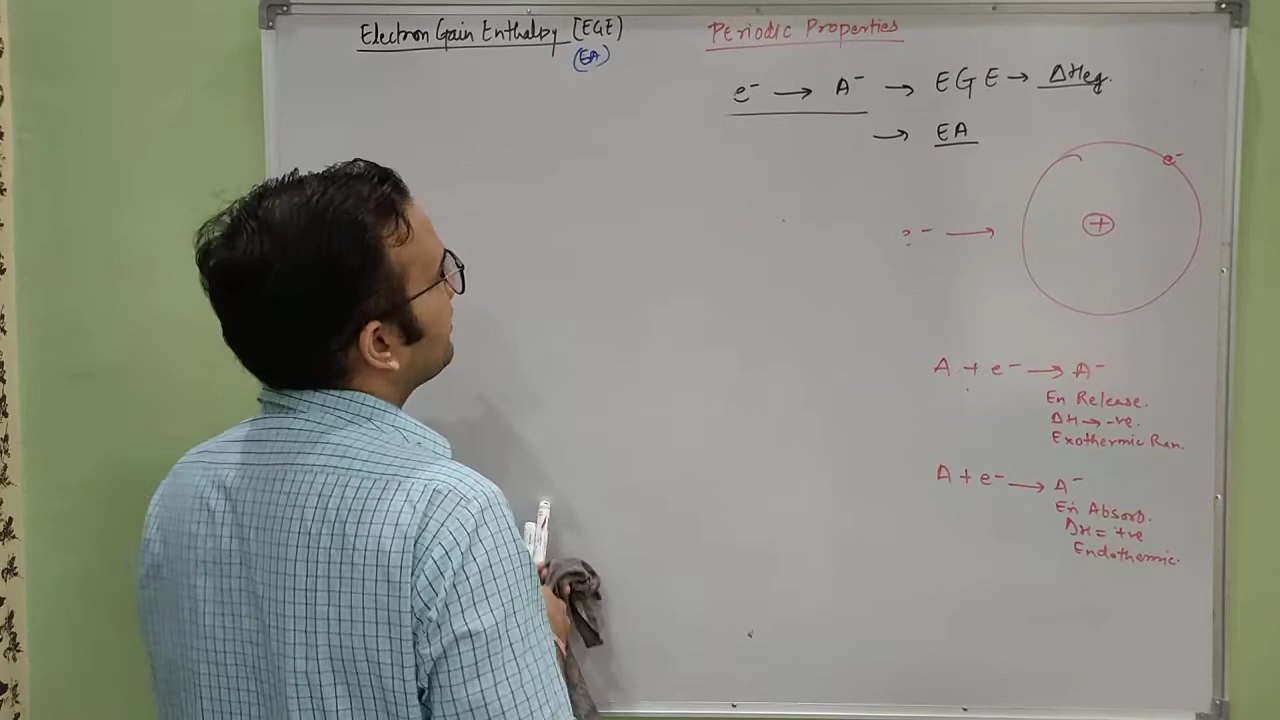 Electron Gain Enthalpy [EGE)
(EA)
Periodic Properties
e⁻ → A⁻ → EGE → ΔHeg.
→ EA
e⁻
+
⁻ →
A + e⁻ → A⁻
En Release.
ΔH → -ve.
Exothermic Rxn.
A + e⁻ → A⁻
En Absorb.
ΔH = +ve
Endothermic.